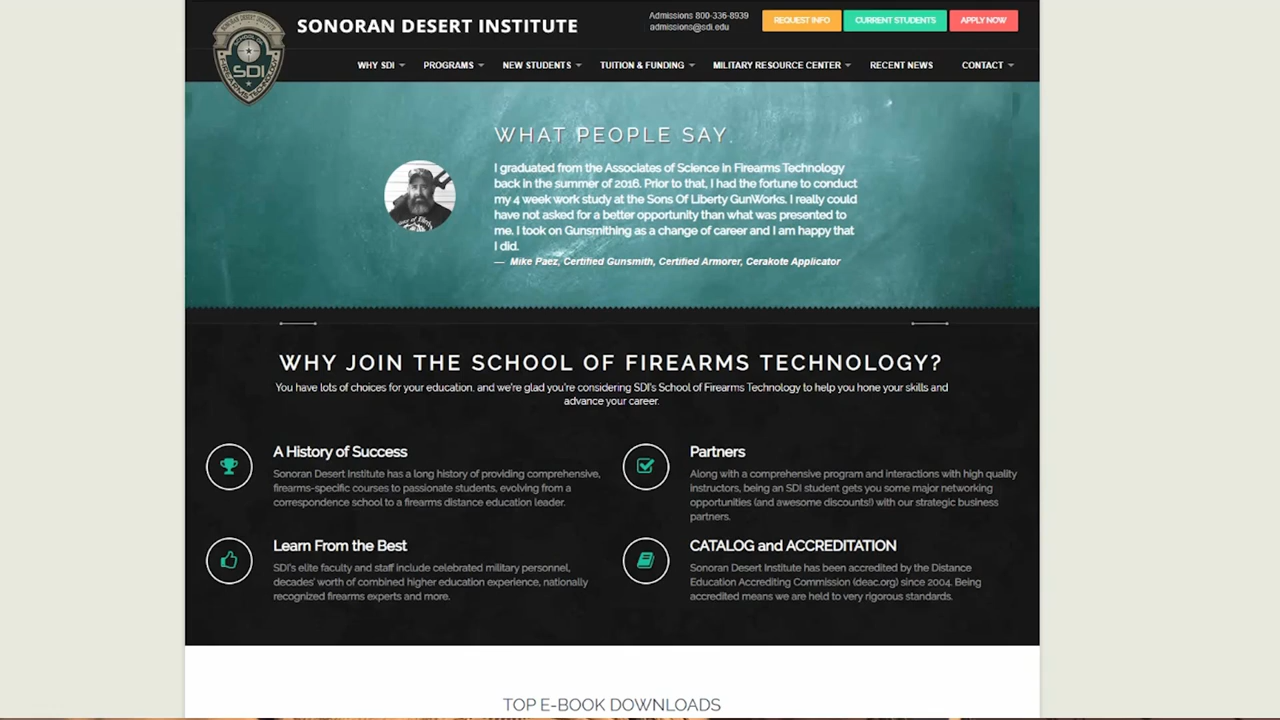 SONORAN DESERT INSTITUTE
Admissions 800-336-8939
admissions@sdi.edu
REQUEST INFO
CURRENT STUDENTS
APPLY NOW
SONORAN DESERT INSTITUTE
SCHOOL OF
SDI
FIREARMS TECHNOLOGY
WHY SDI
PROGRAMS
NEW STUDENTS
TUITION & FUNDING
MILITARY RESOURCE CENTER
RECENT NEWS
CONTACT
WHAT PEOPLE SAY.
I graduated from the Associates of Science in Firearms Technology
back in the summer of 2016. Prior to that, I had the fortune to conduct
my 4 week work study at the Sons Of Liberty GunWorks. I really could
have not asked for a better opportunity than what was presented to
me. I took on Gunsmithing as a change of career and I am happy that
I did.
— Mike Paez, Certified Gunsmith, Certified Armorer, Cerakote Applicator
WHY JOIN THE SCHOOL OF FIREARMS TECHNOLOGY?
You have lots of choices for your education. and we're glad you're considering SDI's School of Firearms Technology to help you hone your skills and
advance your career.
A History of Success
Sonoran Desert Institute has a long history of providing comprehensive,
firearms-specific courses to passionate students, evolving from a
correspondence school to a firearms distance education leader.
Partners
Along with a comprehensive program and interactions with high quality
instructors, being an SDI student gets you some major networking
opportunities (and awesome discounts!) with our strategic business
partners.
Learn From the Best
SDI's elite faculty and staff include celebrated military personnel,
decades' worth of combined higher education experience, nationally
recognized firearms experts and more.
CATALOG and ACCREDITATION
Sonoran Desert Institute has been accredited by the Distance
Education Accrediting Commission (deac.org) since 2004. Being
accredited means we are held to very rigorous standards.
TOP E-BOOK DOWNLOADS